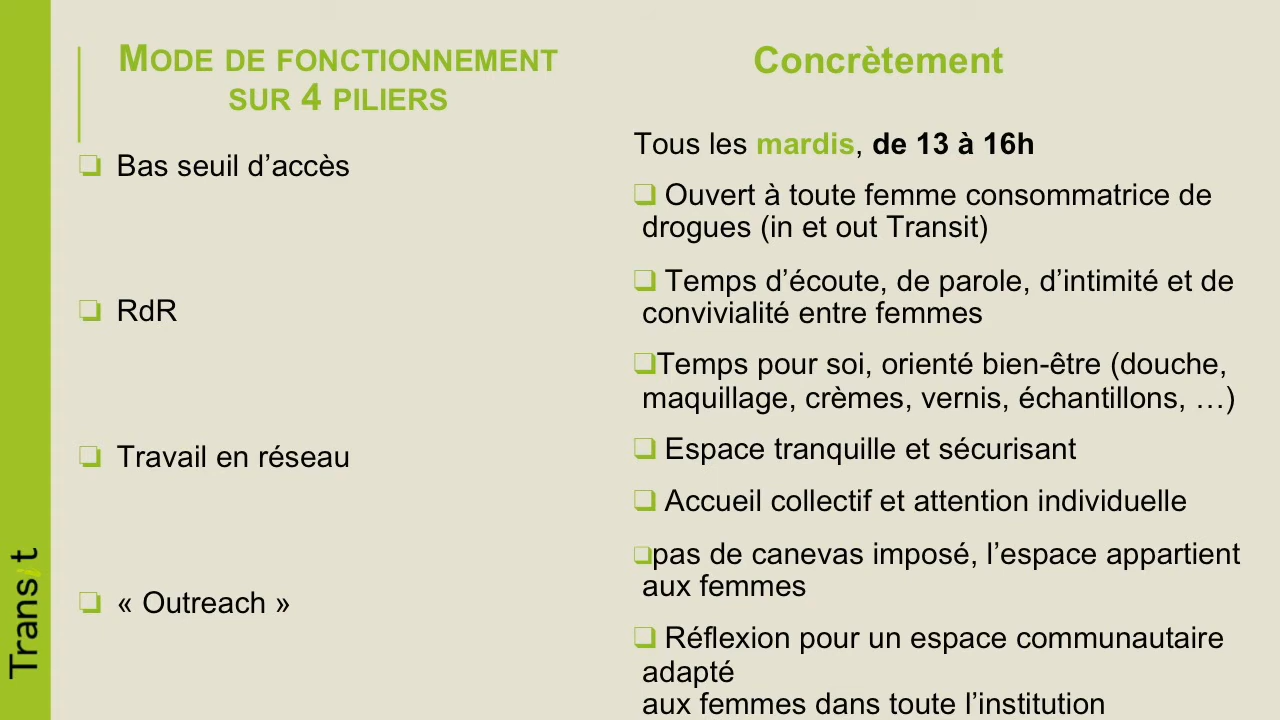 MODE DE FONCTIONNEMENT
SUR 4 PILIERS
❑ Bas seuil d’accès
❑ RdR
❑ Travail en réseau
❑ « Outreach »
Concrètement
Tous les mardis, de 13 à 16h
❑ Ouvert à toute femme consommatrice de
drogues (in et out Transit)
❑ Temps d’écoute, de parole, d’intimité et de
convivialité entre femmes
❑Temps pour soi, orienté bien-être (douche,
maquillage, crèmes, vernis, échantillons, …)
❑ Espace tranquille et sécurisant
❑ Accueil collectif et attention individuelle
❑pas de canevas imposé, l’espace appartient
aux femmes
❑ Réflexion pour un espace communautaire
adapté
aux femmes dans toute l’institution
Transit